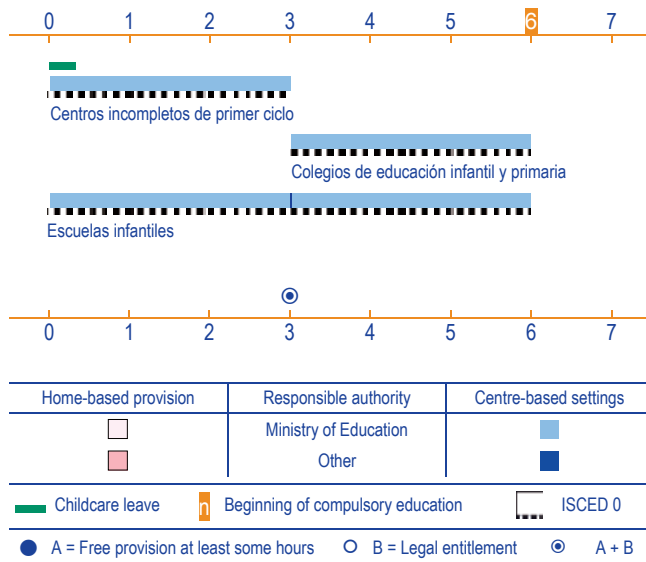 0 1 2 3 4 5 6 7
Centros incompletos de primer ciclo
Colegios de educación infantil y primaria
Escuelas infantiles
0 1 2 3 4 5 6 7
Home-based provision Responsible authority Centre-based settings
Ministry of Education
Other
Childcare leave n Beginning of compulsory education ISCED 0
A = Free provision at least some hours B = Legal entitlement A + B